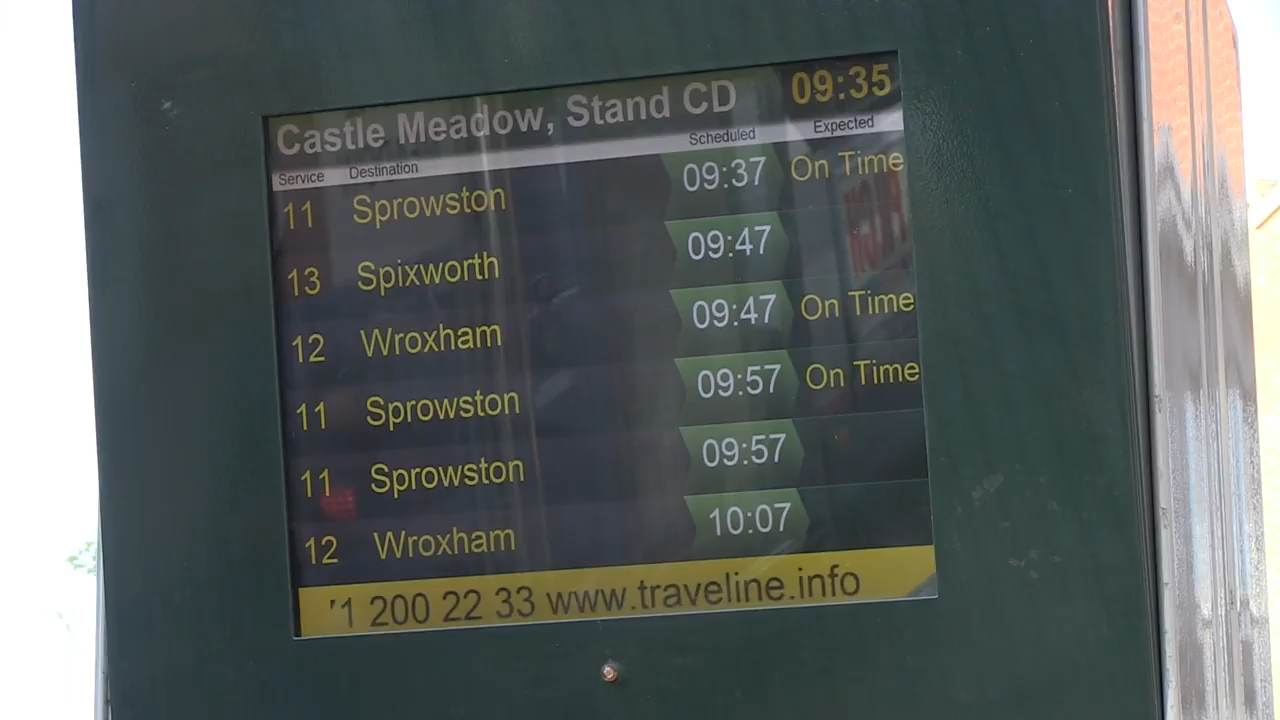 Castle Meadow, Stand CD 09:35
Service Destination Scheduled Expected
11 Sprowston 09:37 On Time
13 Spixworth 09:47
12 Wroxham 09:47 On Time
11 Sprowston 09:57 On Time
11 Sprowston 09:57
12 Wroxham 10:07
1 200 22 33 www.traveline.info